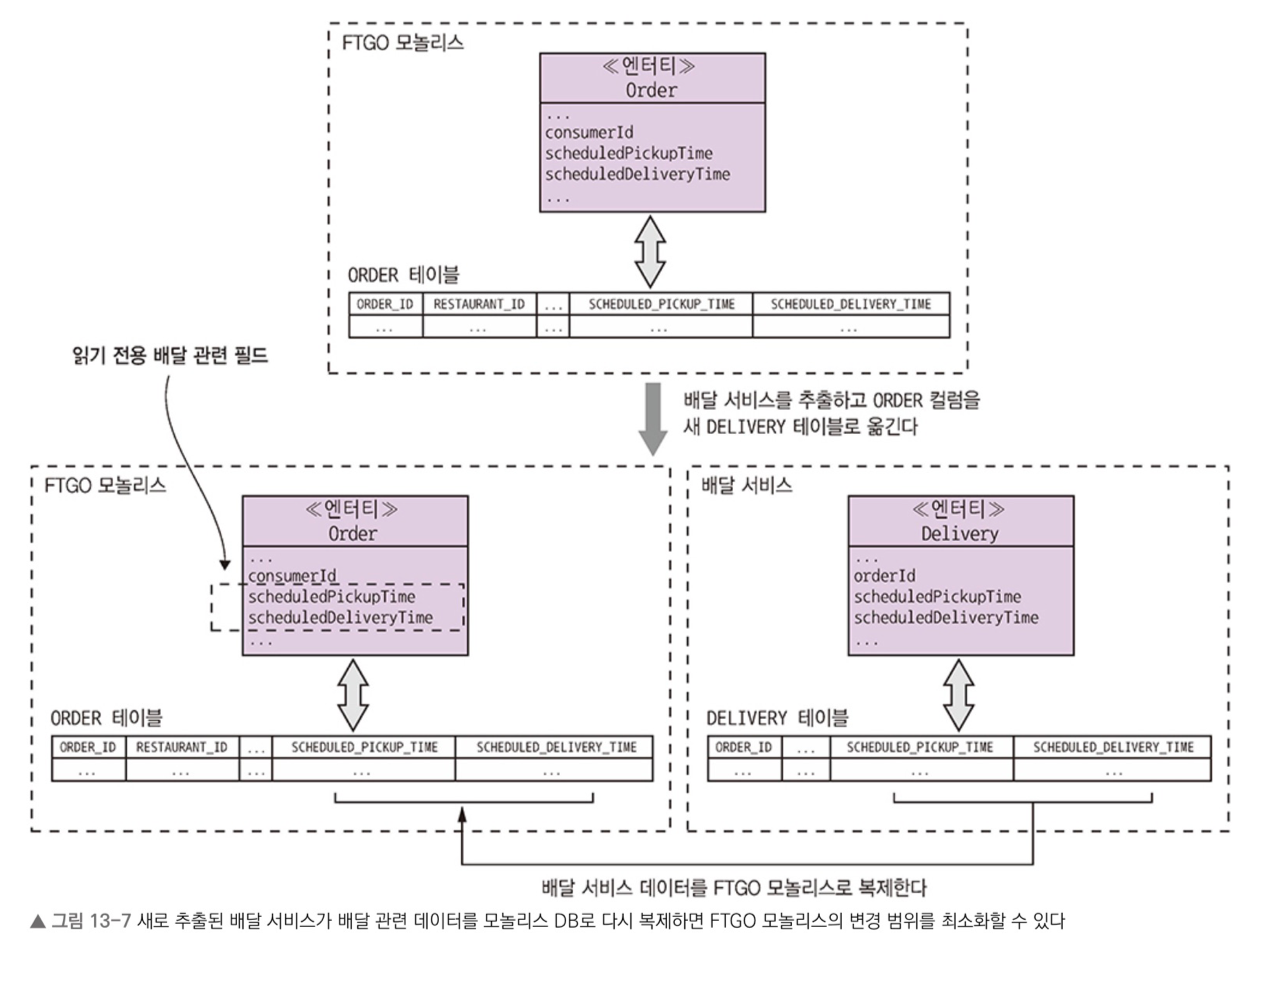 FTGO 모놀리스
≪엔터티≫
Order
...
consumerId
scheduledPickupTime
scheduledDeliveryTime
...
ORDER 테이블
ORDER_ID RESTAURANT_ID ... SCHEDULED_PICKUP_TIME SCHEDULED_DELIVERY_TIME
... ... ... ... ...
읽기 전용 배달 관련 필드
배달 서비스를 추출하고 ORDER 컬럼을
새 DELIVERY 테이블로 옮긴다
FTGO 모놀리스
≪엔터티≫
Order
...
consumerId
scheduledPickupTime
scheduledDeliveryTime
...
ORDER 테이블
ORDER_ID RESTAURANT_ID ... SCHEDULED_PICKUP_TIME SCHEDULED_DELIVERY_TIME
... ... ... ... ...
배달 서비스
≪엔터티≫
Delivery
...
orderId
scheduledPickupTime
scheduledDeliveryTime
...
DELIVERY 테이블
ORDER_ID ... SCHEDULED_PICKUP_TIME SCHEDULED_DELIVERY_TIME
... ... ... ...
배달 서비스 데이터를 FTGO 모놀리스로 복제한다
▲ 그림 13-7 새로 추출된 배달 서비스가 배달 관련 데이터를 모놀리스 DB로 다시 복제하면 FTGO 모놀리스의 변경 범위를 최소화할 수 있다